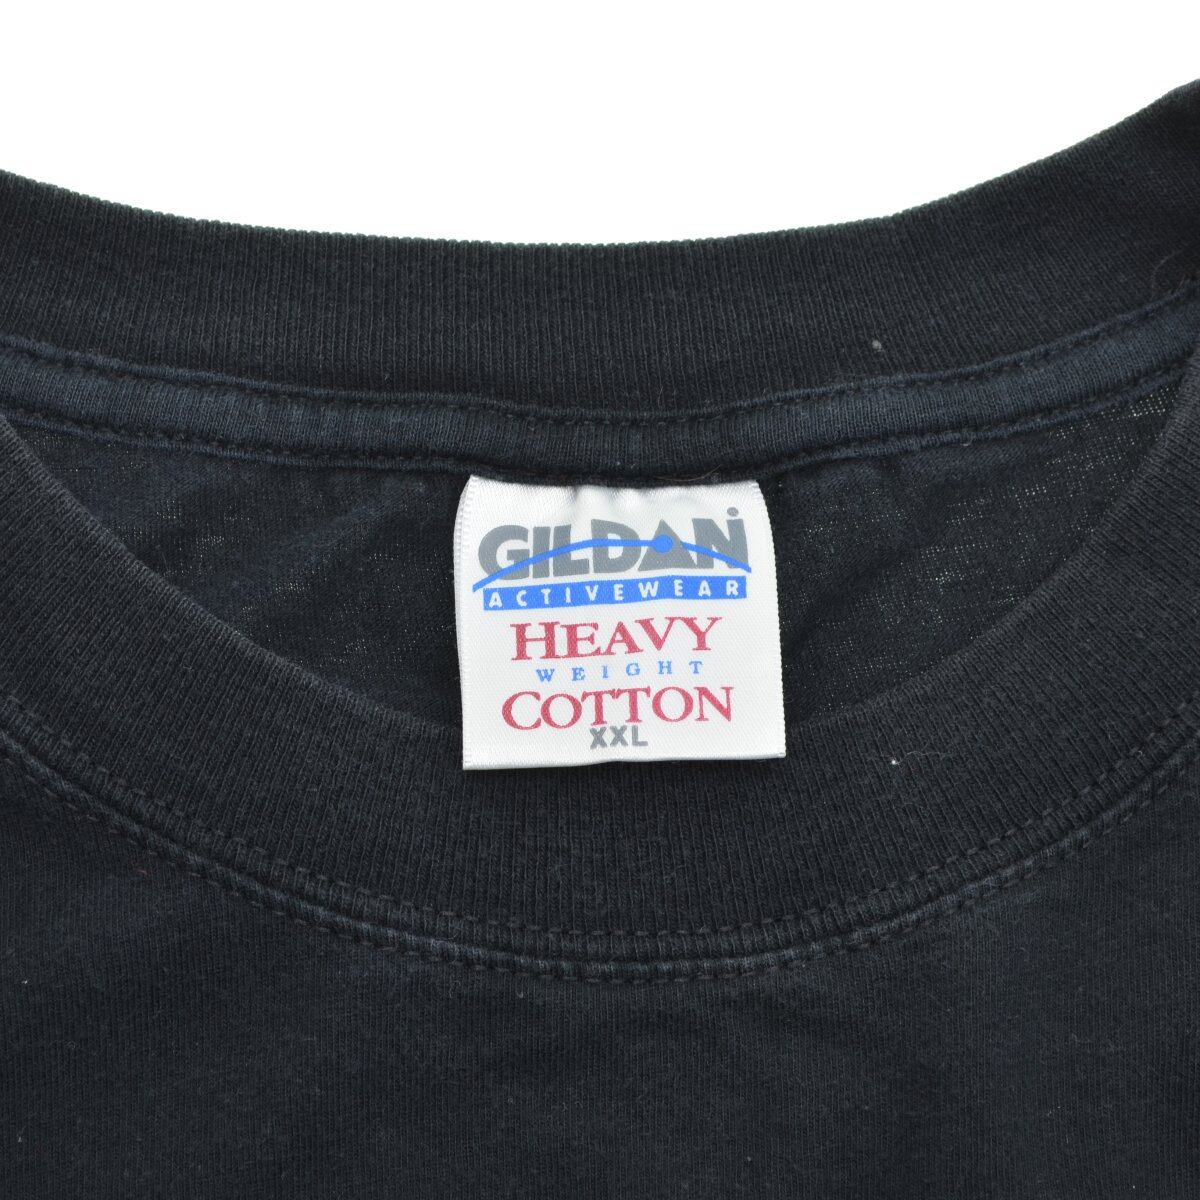 GILDAN
ACTIVEWEAR
HEAVY
WEIGHT
COTTON
XXL